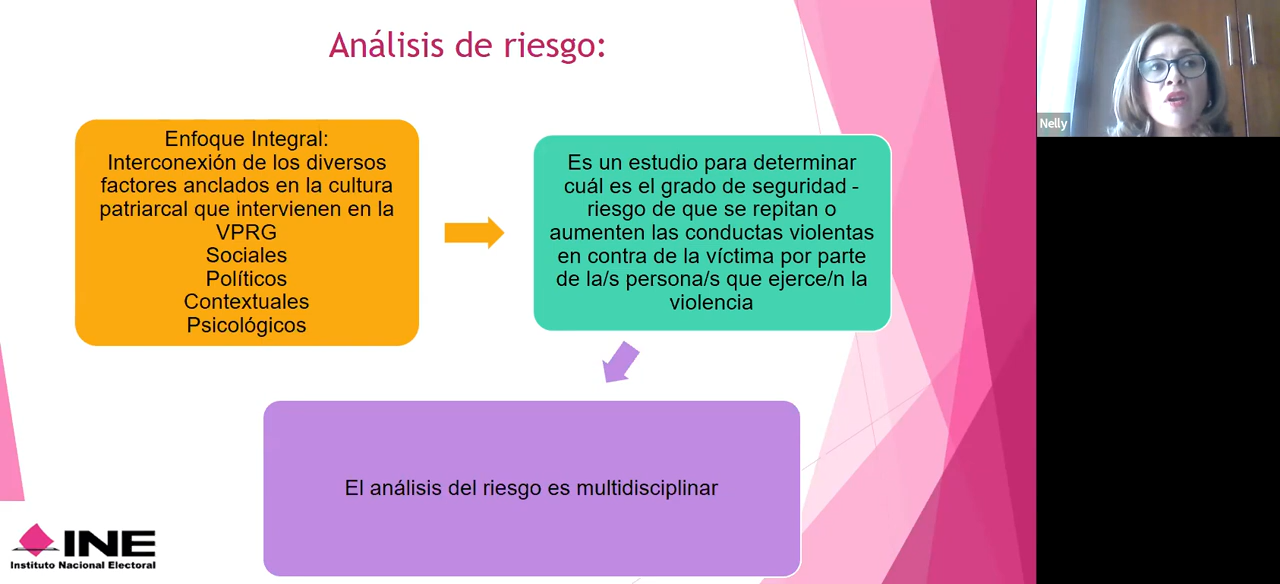 Análisis de riesgo:
Enfoque Integral:
Interconexión de los diversos
factores anclados en la cultura
patriarcal que intervienen en la
VPRG
Sociales
Políticos
Contextuales
Psicológicos
Es un estudio para determinar
cuál es el grado de seguridad -
riesgo de que se repitan o
aumenten las conductas violentas
en contra de la víctima por parte
de la/s persona/s que ejerce/n la
violencia
El análisis del riesgo es multidisciplinar
INE
Instituto Nacional Electoral
Nelly